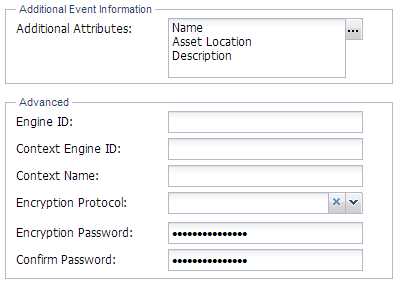 Additional Event Information
Additional Attributes:
Name
...
Asset Location
Description
Advanced
Engine ID:
Context Engine ID:
Context Name:
Encryption Protocol:
Encryption Password: •••••••••••••••
Confirm Password: •••••••••••••••